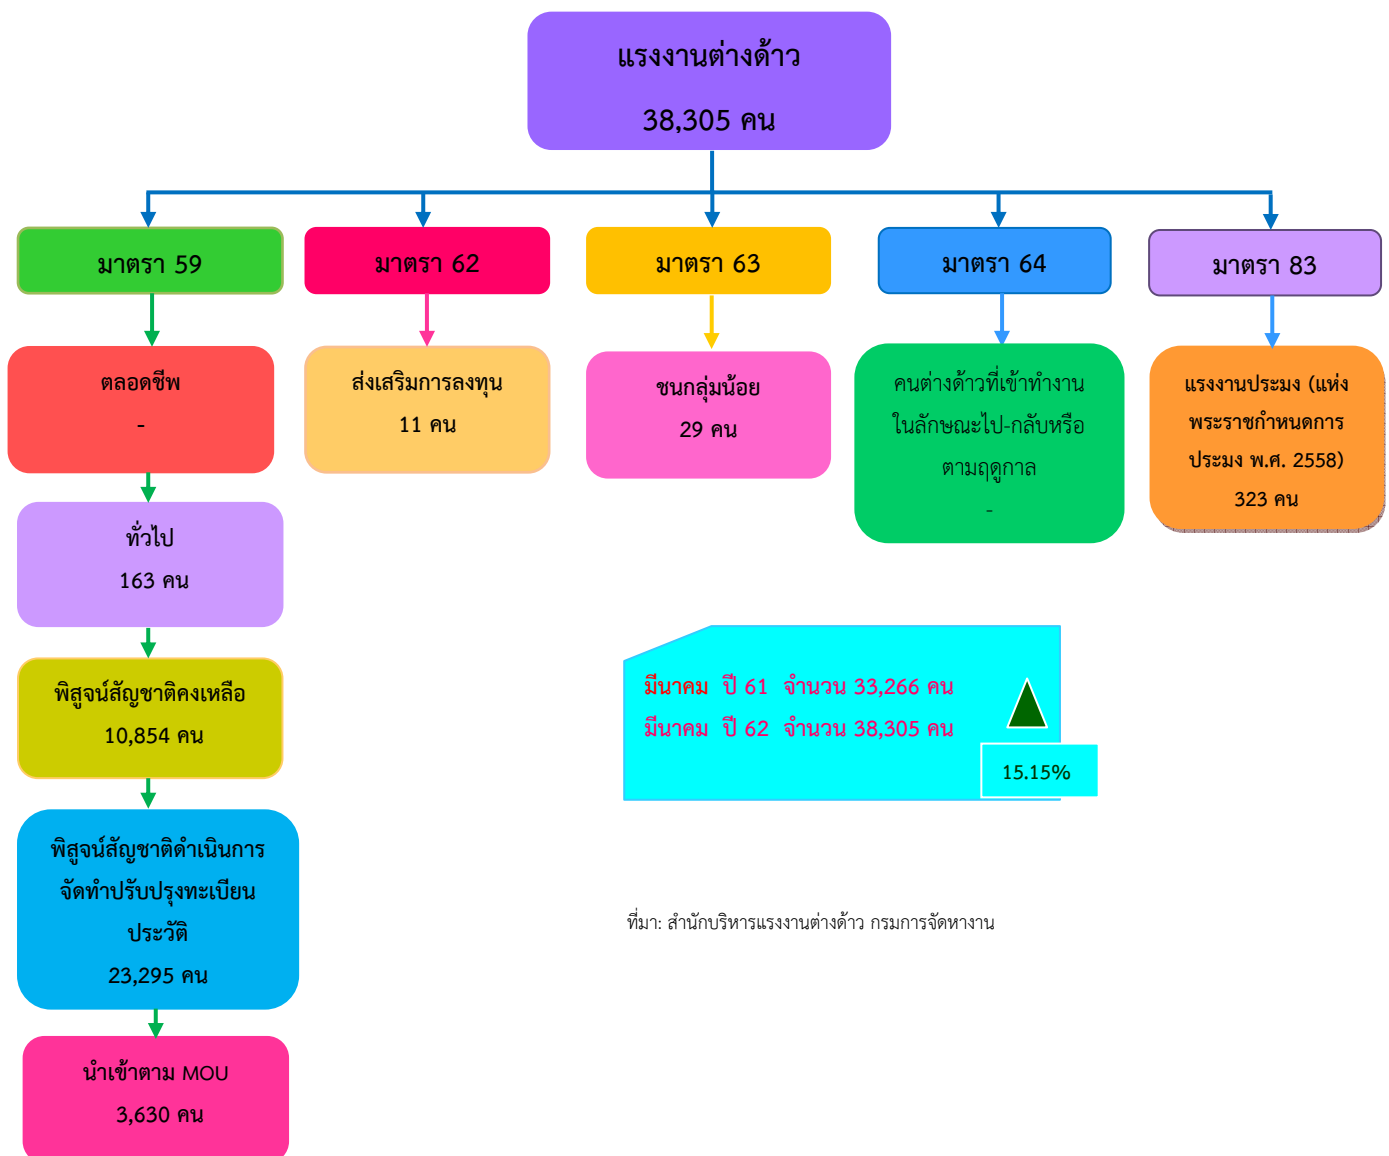 แรงงานต่างด้าว
38,305 คน
มาตรา 59
มาตรา 62
มาตรา 63
มาตรา 64
มาตรา 83
ตลอดชีพ
-
ส่งเสริมการลงทุน
11 คน
ชนกลุ่มน้อย
29 คน
คนต่างด้าวที่เข้าทำงาน
ในลักษณะไป-กลับหรือ
ตามฤดูกาล
-
แรงงานประมง (แห่ง
พระราชกำหนดการ
ประมง พ.ศ. 2558)
323 คน
ทั่วไป
163 คน
พิสูจน์สัญชาติคงเหลือ
10,854 คน
พิสูจน์สัญชาติดำเนินการ
จัดทำปรับปรุงทะเบียน
ประวัติ
23,295 คน
นำเข้าตาม MOU
3,630 คน
มีนาคม ปี 61 จำนวน 33,266 คน
มีนาคม ปี 62 จำนวน 38,305 คน
15.15%
ที่มา: สำนักบริหารแรงงานต่างด้าว กรมการจัดหางาน